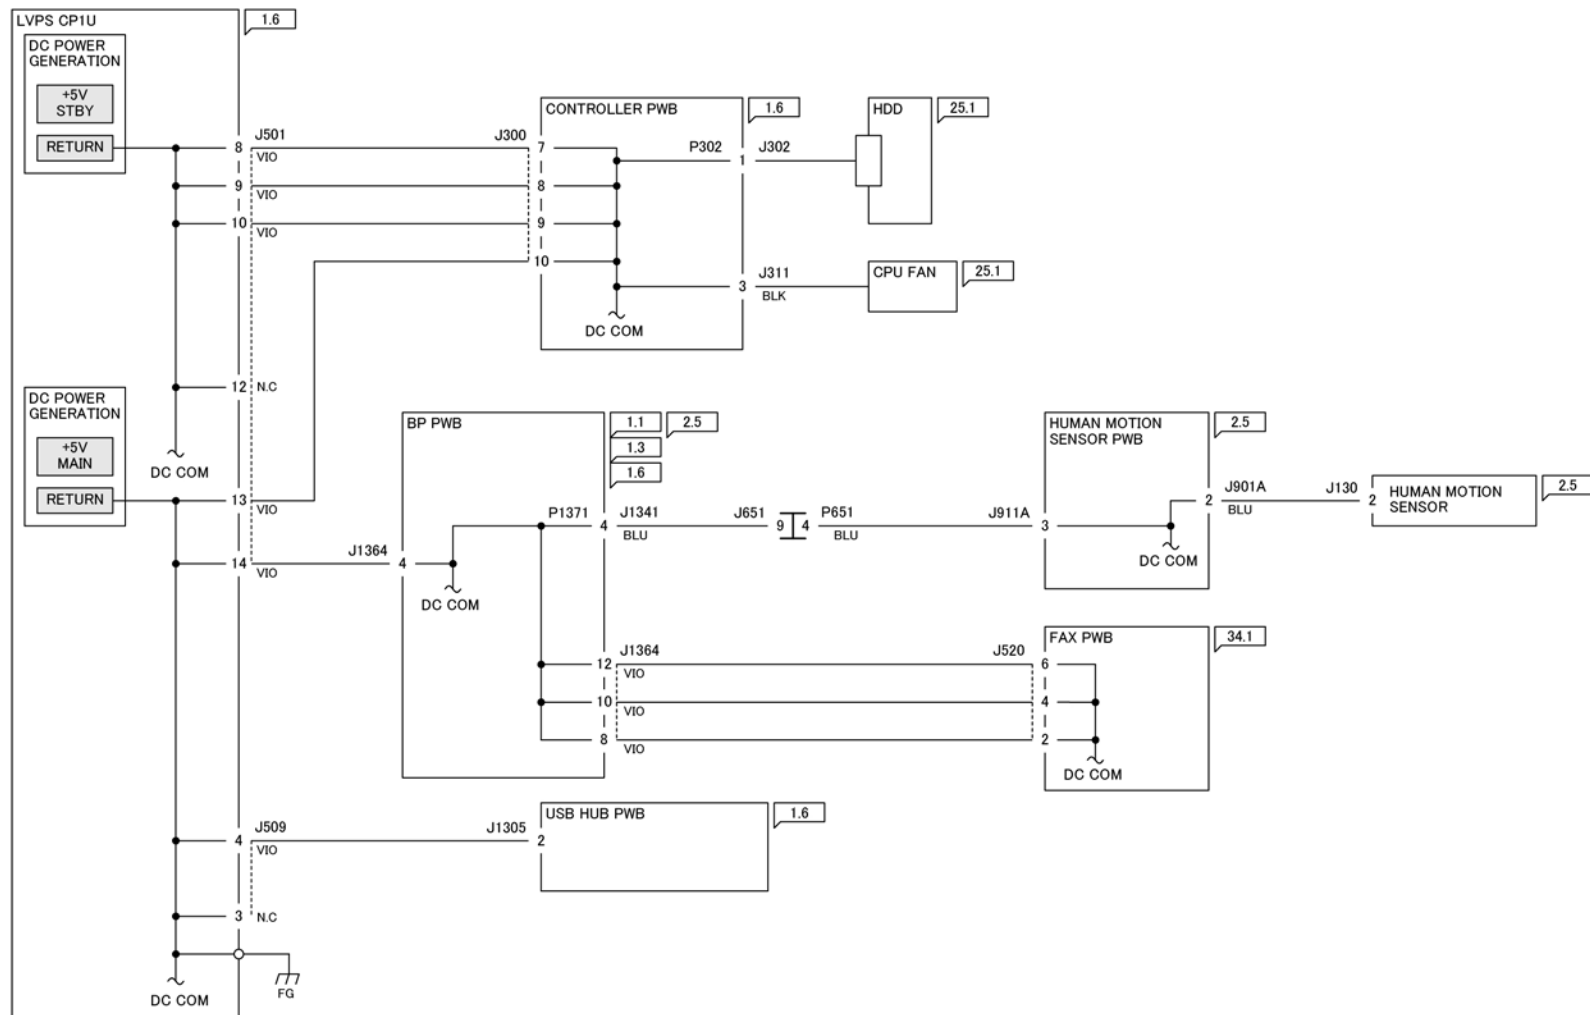 LVPS CP1U
1.6
DC POWER
GENERATION
+5V
STBY
RETURN
8
J501
VIO
9
VIO
10
VIO
12
N.C
DC COM
J300
7
8
9
10
CONTROLLER PWB
1.6
P302
1
J302
HDD
25.1
3
J311
BLK
CPU FAN
25.1
DC COM
DC POWER
GENERATION
+5V
MAIN
RETURN
13
VIO
14
VIO
J1364
4
BP PWB
1.1
2.5
1.3
1.6
DC COM
P1371
4
J1341
BLU
J651
9
4
P651
BLU
J911A
3
HUMAN MOTION
SENSOR PWB
2.5
DC COM
2
J901A
BLU
J130
2
HUMAN MOTION
SENSOR
2.5
12
J1364
VIO
10
VIO
8
VIO
J520
6
4
2
FAX PWB
34.1
DC COM
4
J509
VIO
J1305
2
USB HUB PWB
1.6
3
N.C
DC COM
FG